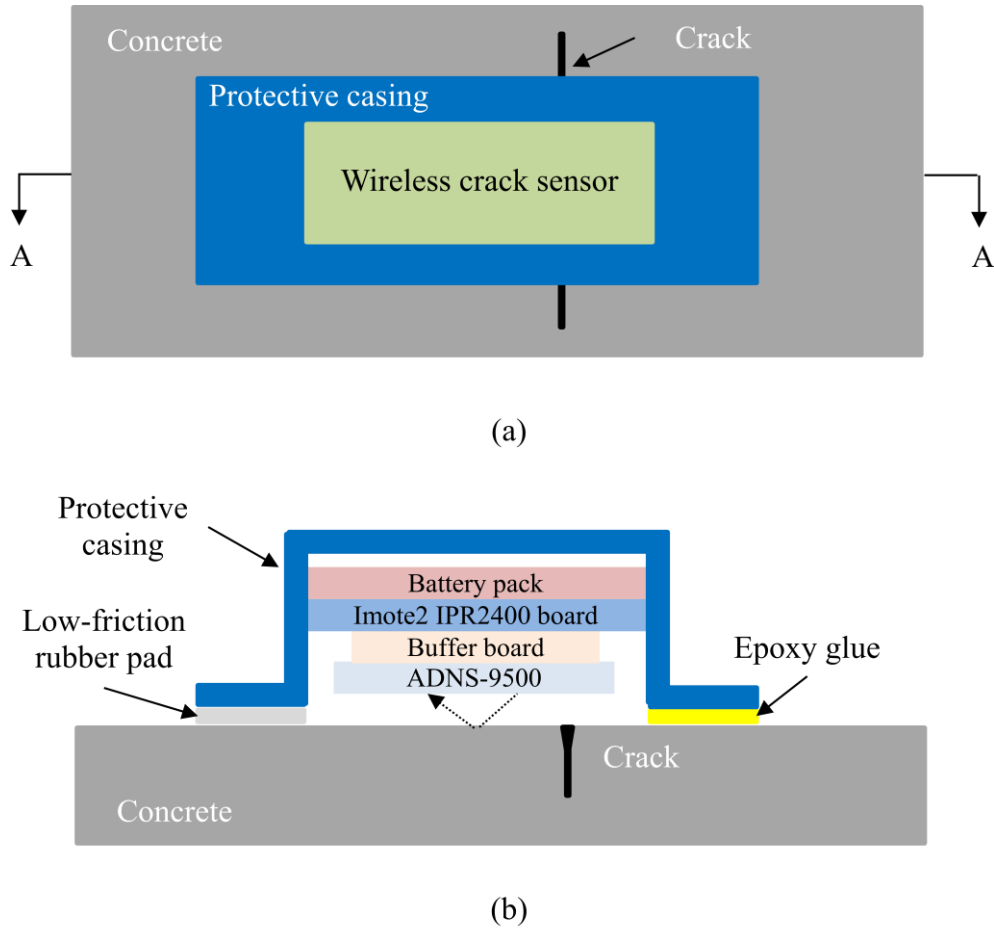 Concrete
Crack
Protective casing
Wireless crack sensor
A
A
(a)
Protective
casing
Battery pack
Imote2 IPR2400 board
Low-friction
rubber pad
Buffer board
Epoxy glue
ADNS-9500
Crack
Concrete
(b)